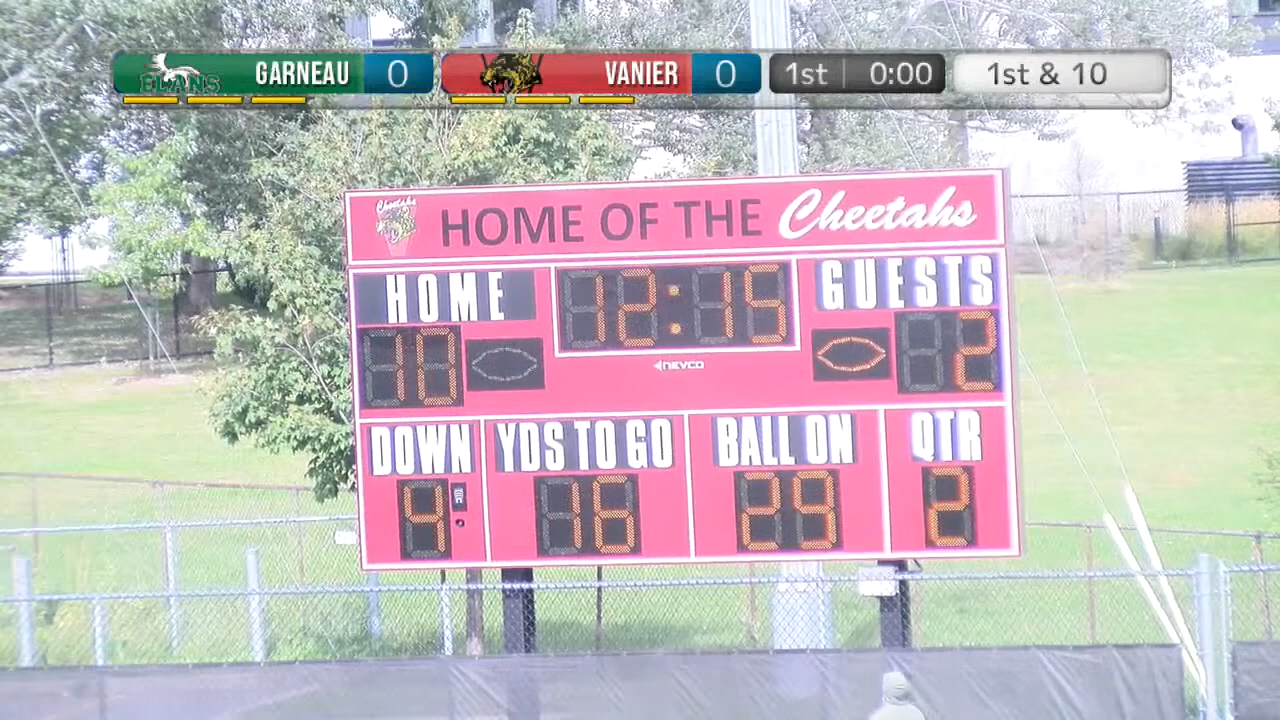 ELANS GARNEAU 0 VANIER 0 1st 0:00 1st & 10
Cheetahs HOME OF THE Cheetahs
HOME 12:15 GUESTS
10 2
NEVCO
DOWN YDS TO GO BALL ON QTR
4 16 29 2